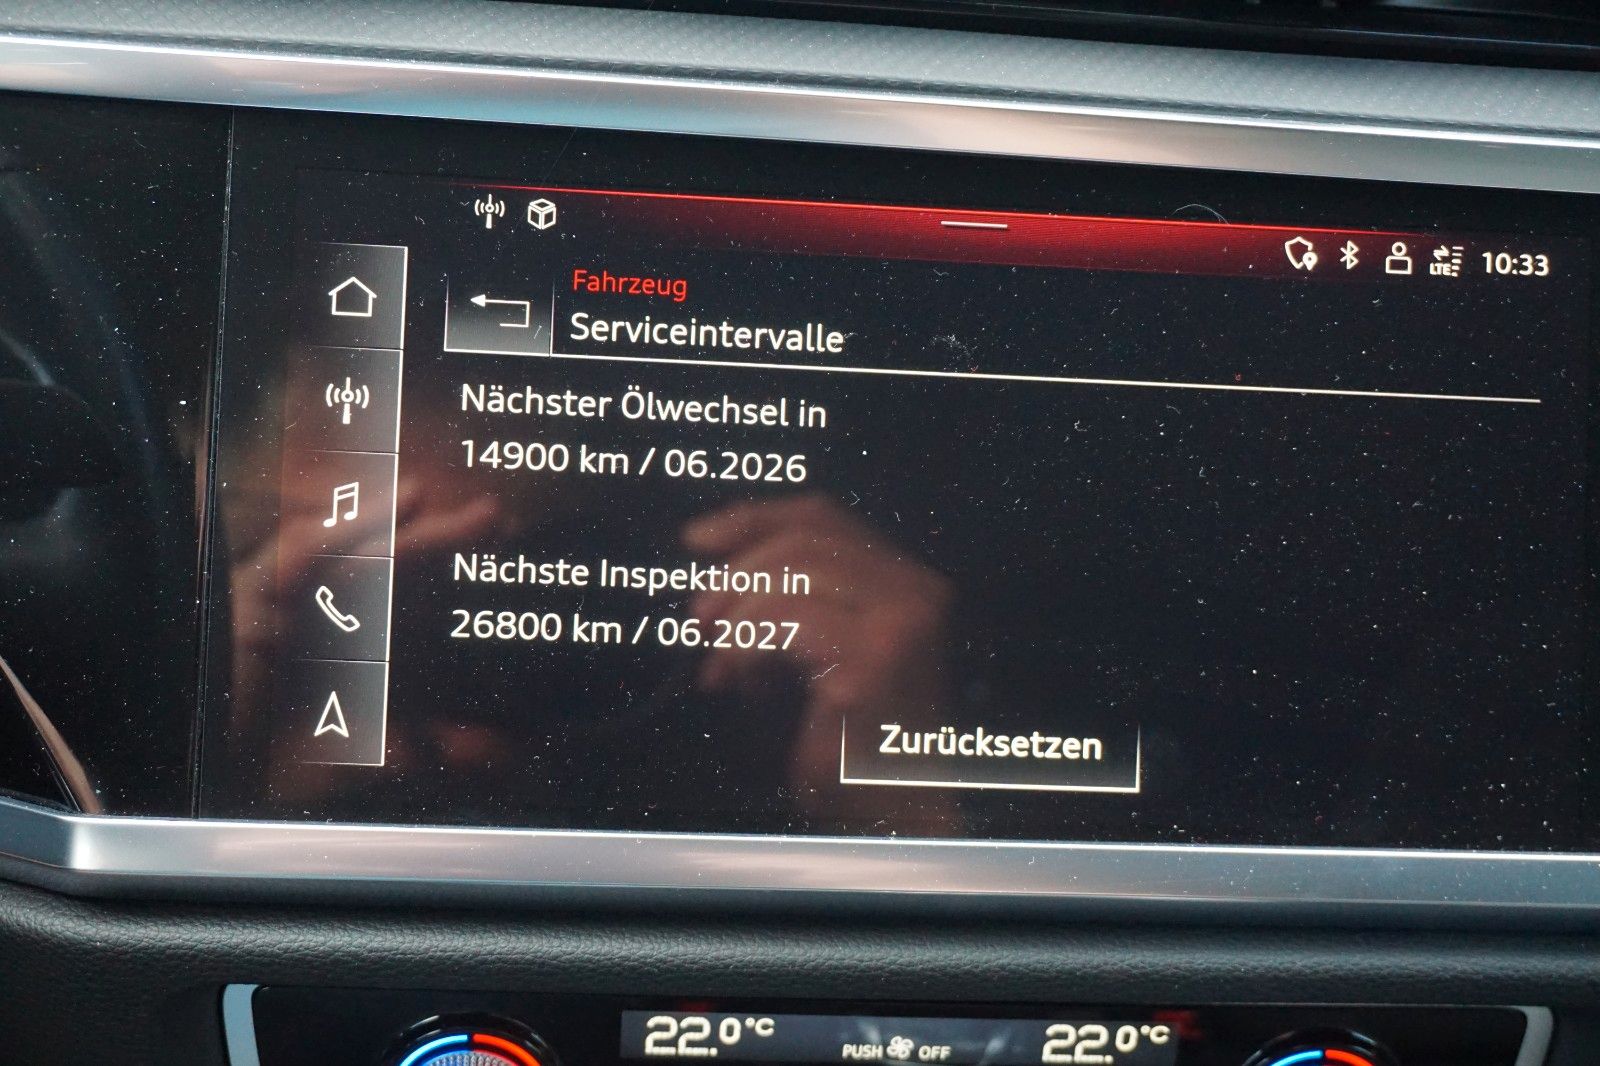 LTE 10:33
Fahrzeug
Serviceintervalle
Nächster Ölwechsel in
14900 km / 06.2026
Nächste Inspektion in
26800 km / 06.2027
Zurücksetzen
22.0°C PUSH OFF 22.0°C